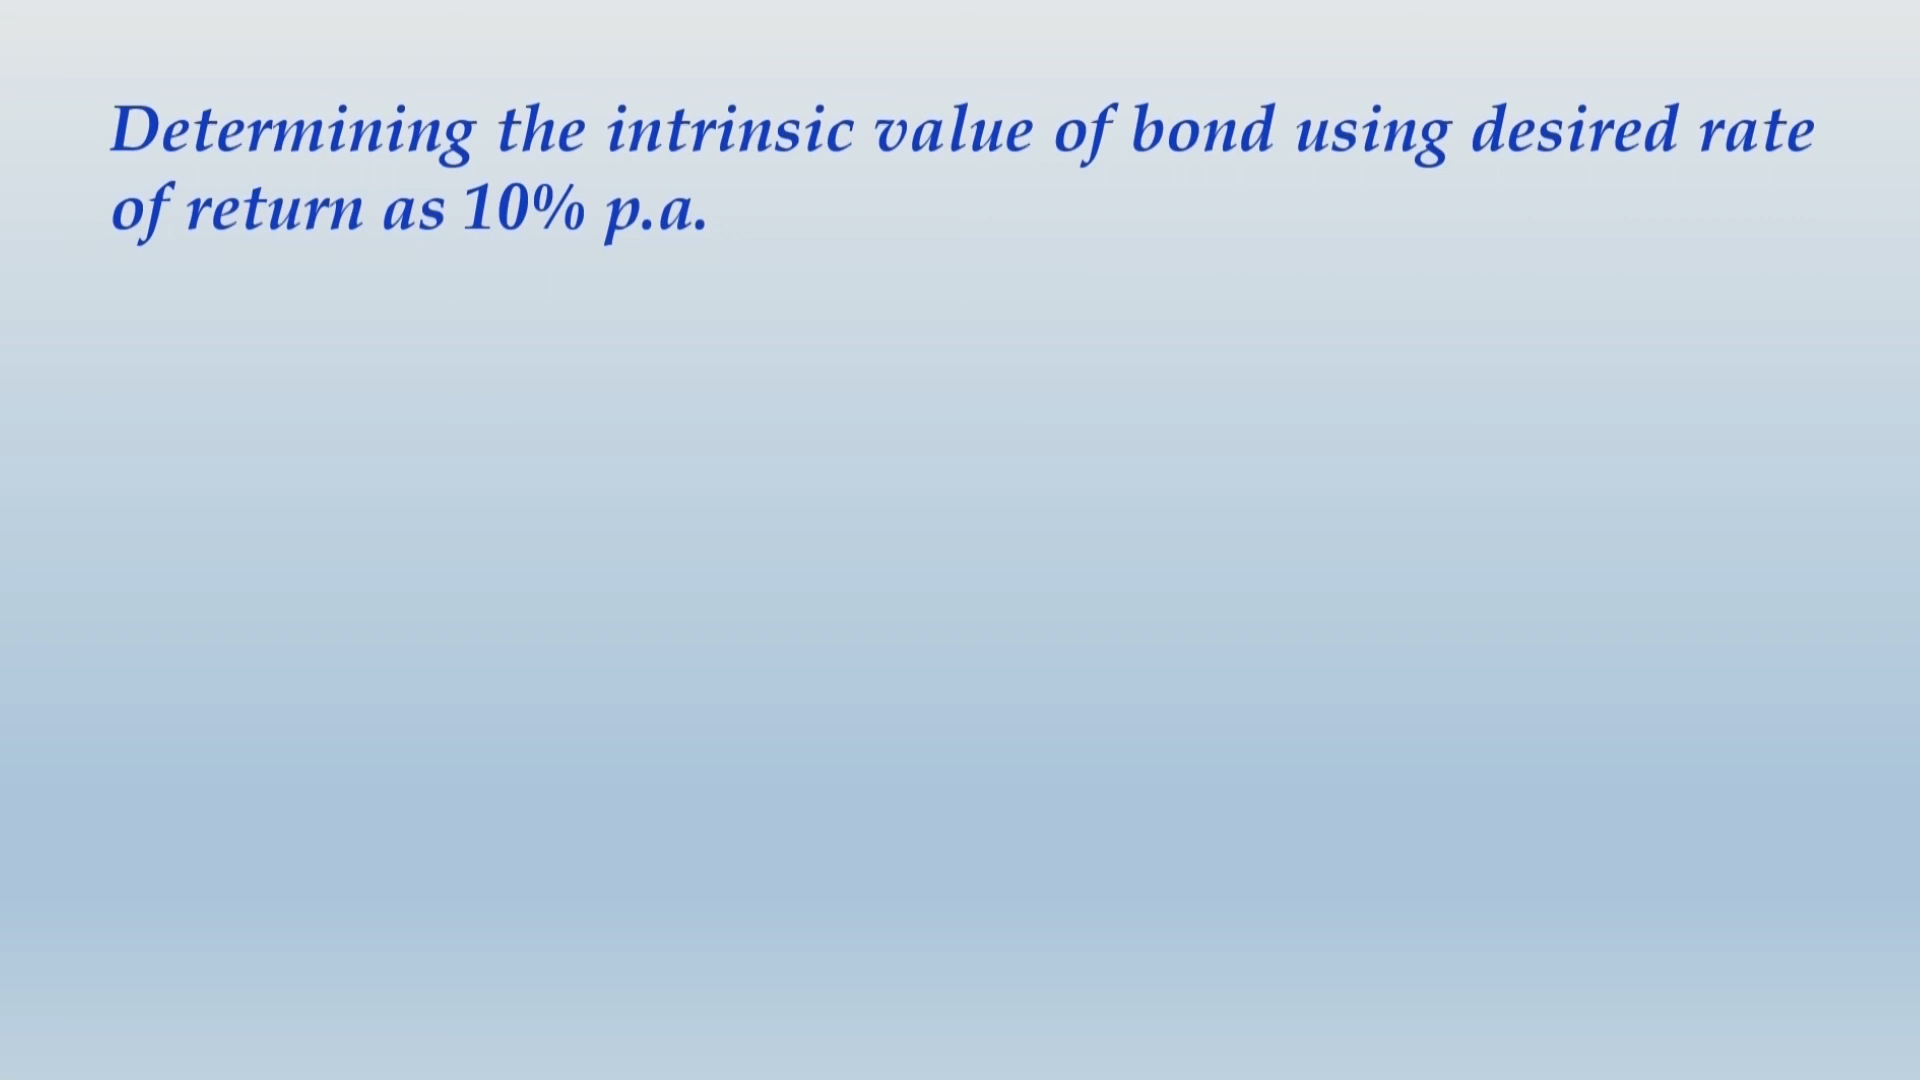 Determining the intrinsic value of bond using desired rate
of return as 10% p.a.